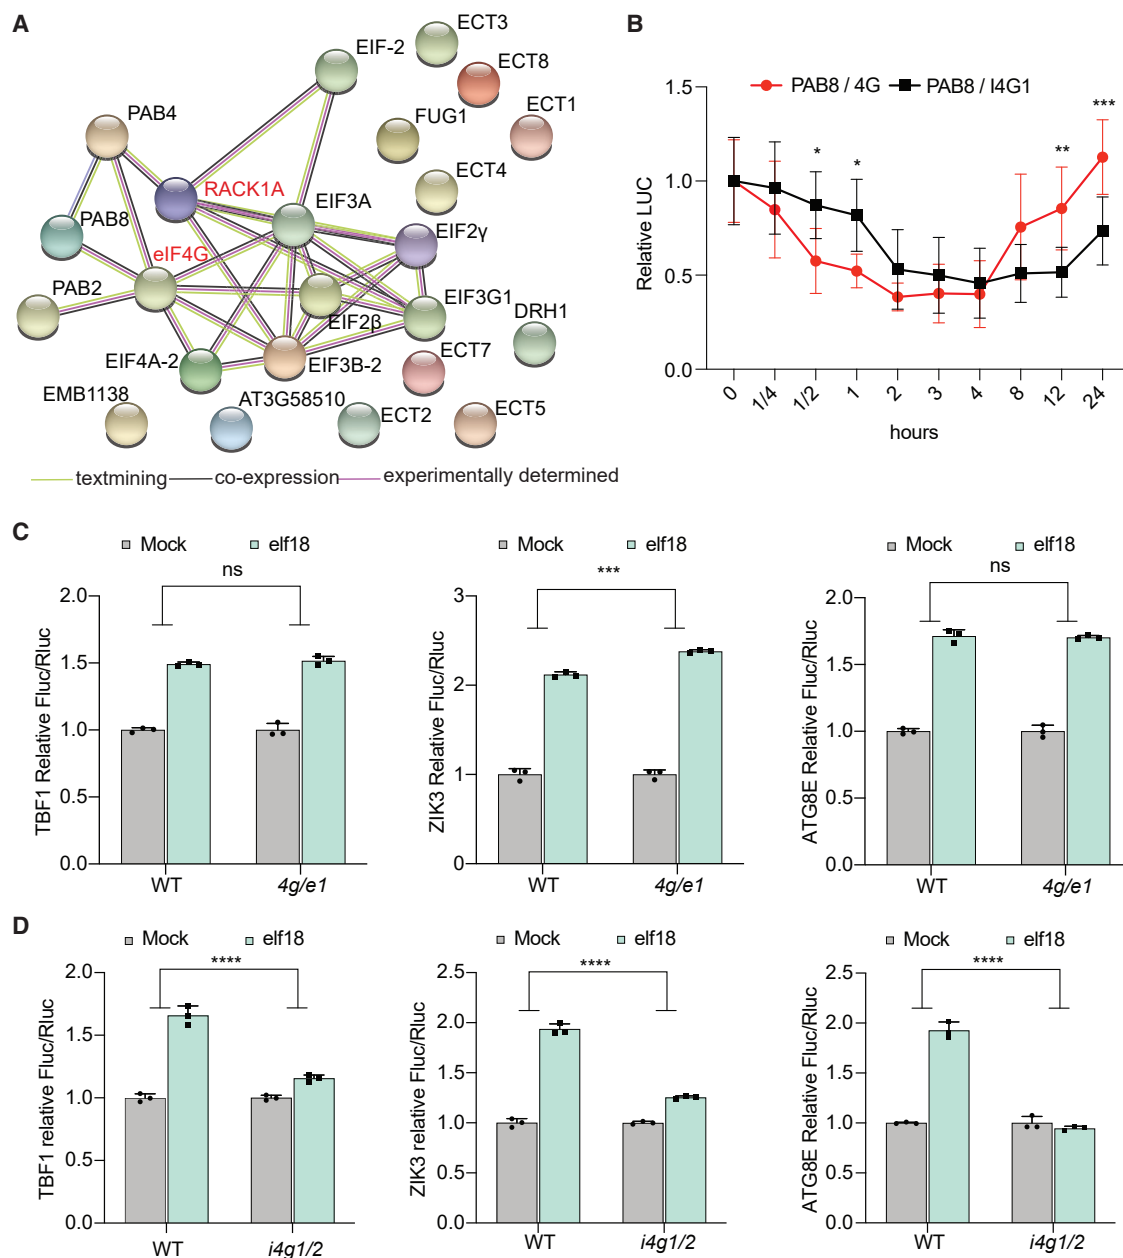 A
EIF-2
ECT3
ECT8
PAB4
FUG1
ECT1
RACK1A
ECT4
EIF3A
PAB8
eIF4G
EIF2γ
PAB2
EIF2β
EIF3G1
DRH1
EIF4A-2
EIF3B-2
ECT7
EMB1138
AT3G58510
ECT2
ECT5
textmining
co-expression
experimentally determined
B
PAB8 / 4G
PAB8 / I4G1
Relative LUC
1.5
1.0
0.5
0.0
*
*
**
***
0
1/4
1/2
1
2
3
4
8
12
24
hours
C
Mock
elf18
ns
TBF1 Relative Fluc/Rluc
2.0
1.5
1.0
0.5
0.0
WT
4g/e1
Mock
elf18
***
ZIK3 Relative Fluc/Rluc
3
2
1
0
WT
4g/e1
Mock
elf18
ns
ATG8E Relative Fluc/Rluc
2.0
1.5
1.0
0.5
0.0
WT
4g/e1
D
Mock
elf18
****
TBF1 relative Fluc/Rluc
2.0
1.5
1.0
0.5
0.0
WT
i4g1/2
Mock
elf18
****
ZIK3 relative Fluc/Rluc
2.5
2.0
1.5
1.0
0.5
0.0
WT
i4g1/2
Mock
elf18
****
ATG8E Relative Fluc/Rluc
2.5
2.0
1.5
1.0
0.5
0.0
WT
i4g1/2